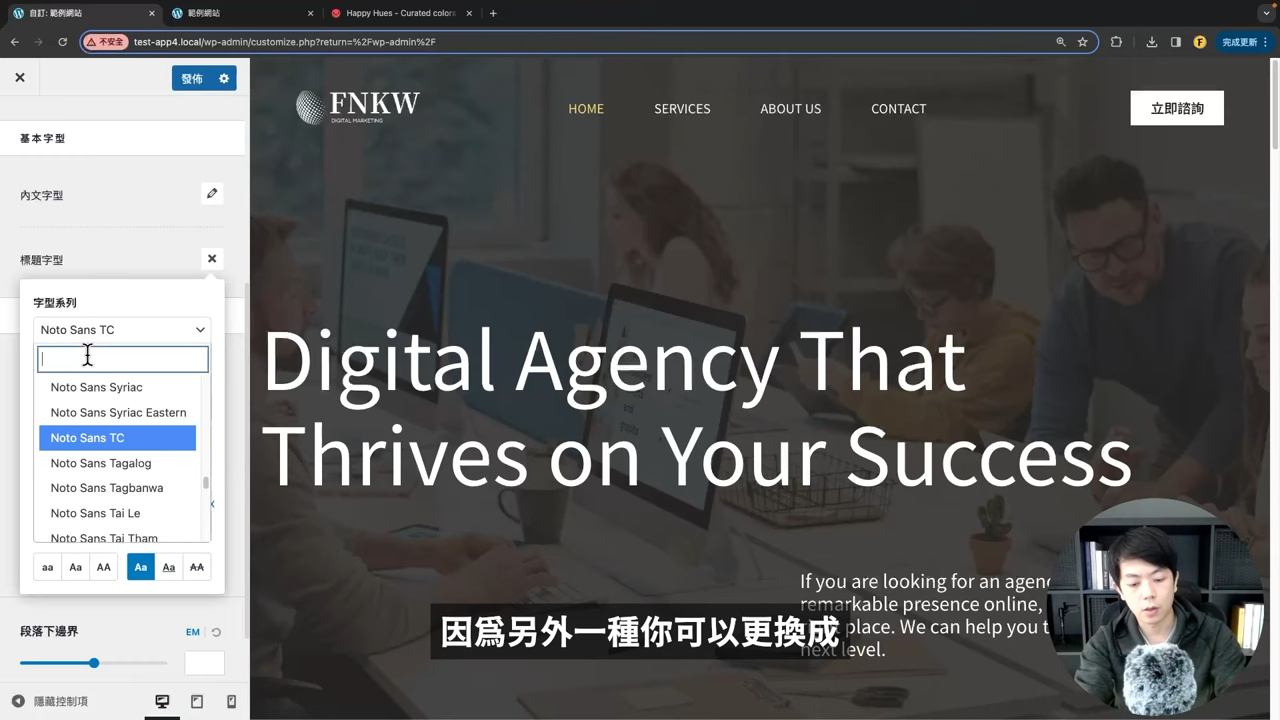 自訂: 範例網站
範例網站
Happy Hues - Curated colors
不安全
test-app4.local/wp-admin/customize.php?return=%2Fwp-admin%2F
完成更新
發佈
基本字型
內文字型
標題字型
字型系列
Noto Sans TC
Noto Sans Syriac
Noto Sans Syriac Eastern
Noto Sans TC
Noto Sans Tagalog
Noto Sans Tagbanwa
Noto Sans Tai Le
Noto Sans Tai Tham
aa Aa AA Aa Aa AA
段落下邊界
EM
隱藏控制項
FNKW
DIGITAL MARKETING
HOME
SERVICES
ABOUT US
CONTACT
立即諮詢
Digital Agency That
Thrives on Your Success
If you are looking for an
remarkable presence online,
place. We can help you t
next level.
因爲另外一種你可以更換成